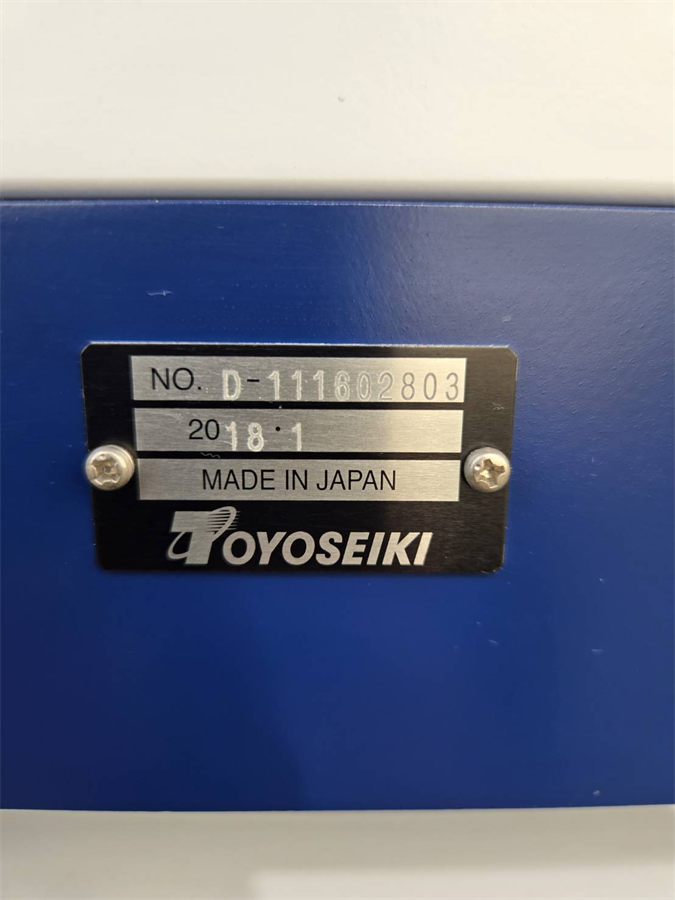 NO. D-111602803
2018・1
MADE IN JAPAN
TOYOSEIKI